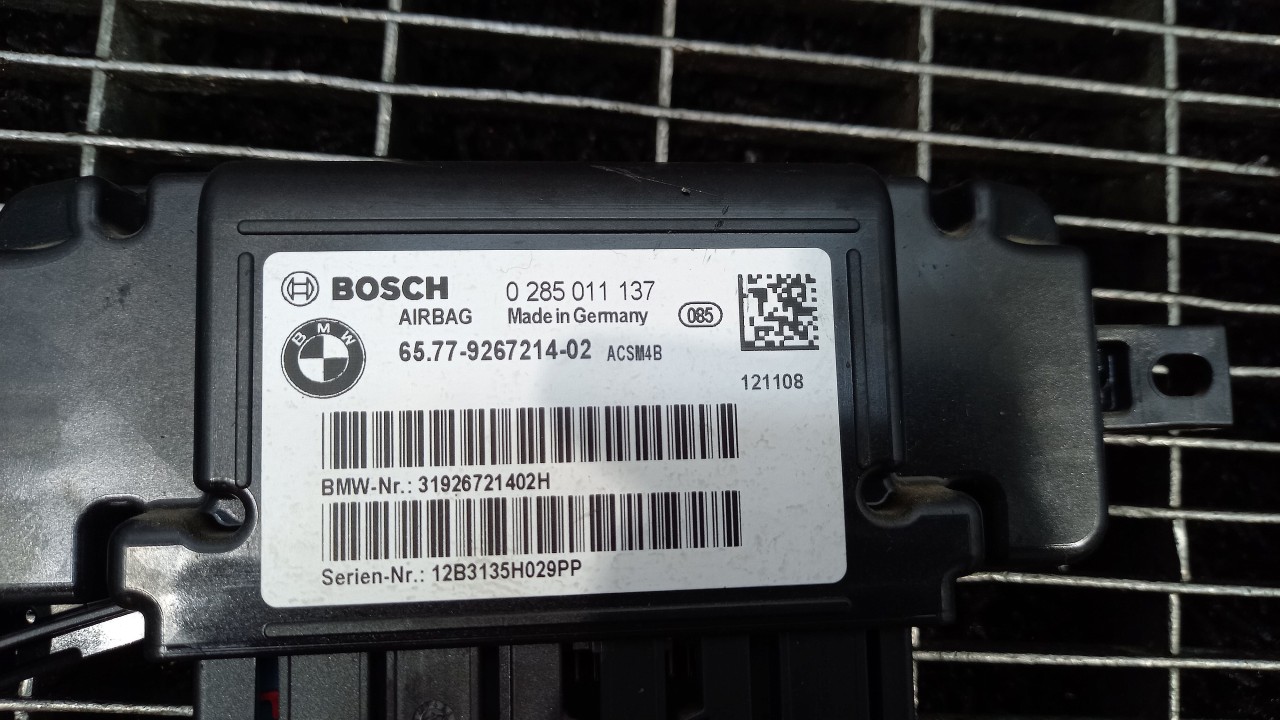 BOSCH 0 285 011 137
AIRBAG Made in Germany 085
BMW
65.77-9267214-02 ACSM4B
121108
BMW-Nr.: 31926721402H
Serien-Nr.: 12B3135H029PP